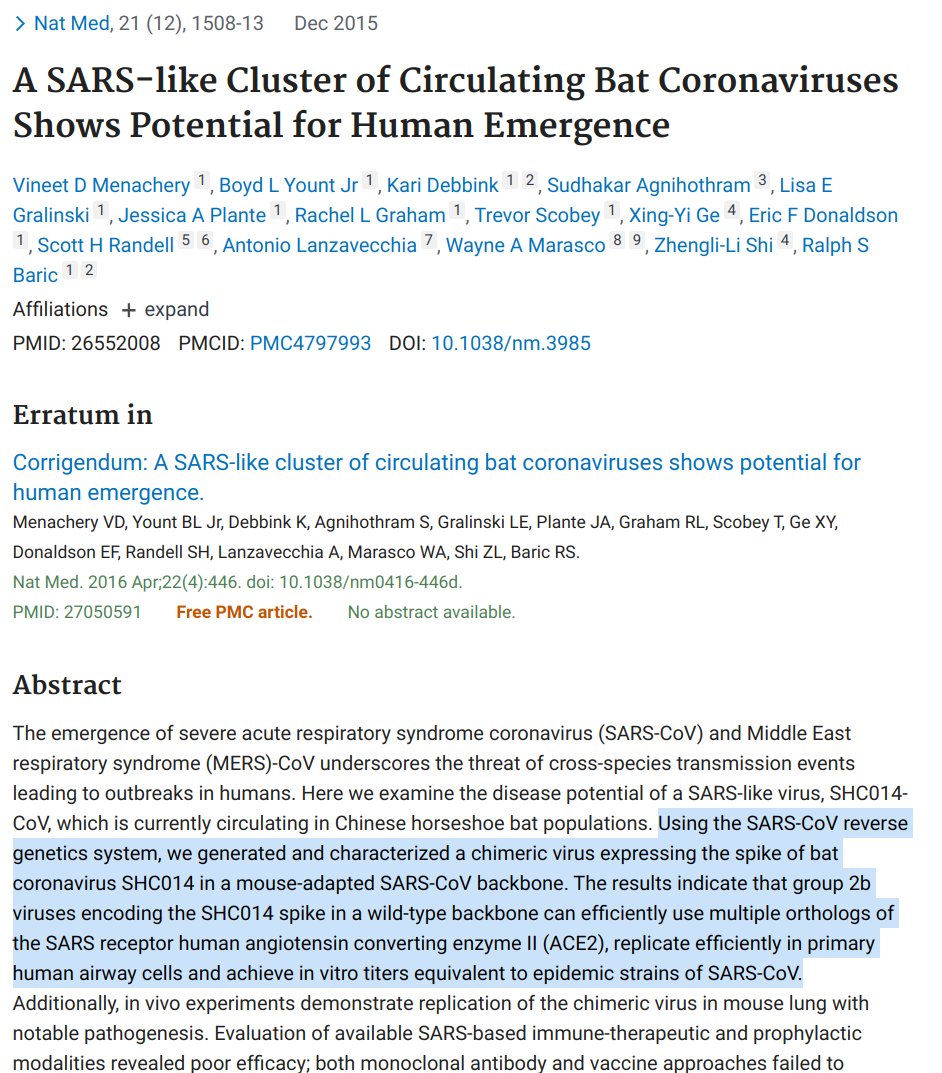 > Nat Med, 21 (12), 1508-13 Dec 2015
A SARS-like Cluster of Circulating Bat Coronaviruses
Shows Potential for Human Emergence
Vineet D Menachery 1, Boyd L Yount Jr 1, Kari Debbink 1 2, Sudhakar Agnihothram 3, Lisa E
Gralinski 1, Jessica A Plante 1, Rachel L Graham 1, Trevor Scobey 1, Xing-Yi Ge 4, Eric F Donaldson
1, Scott H Randell 5 6, Antonio Lanzavecchia 7, Wayne A Marasco 8 9, Zhengli-Li Shi 4, Ralph S
Baric 1 2
Affiliations + expand
PMID: 26552008 PMCID: PMC4797993 DOI: 10.1038/nm.3985
Erratum in
Corrigendum: A SARS-like cluster of circulating bat coronaviruses shows potential for
human emergence.
Menachery VD, Yount BL Jr, Debbink K, Agnihothram S, Gralinski LE, Plante JA, Graham RL, Scobey T, Ge XY,
Donaldson EF, Randell SH, Lanzavecchia A, Marasco WA, Shi ZL, Baric RS.
Nat Med. 2016 Apr;22(4):446. doi: 10.1038/nm0416-446d.
PMID: 27050591 Free PMC article. No abstract available.
Abstract
The emergence of severe acute respiratory syndrome coronavirus (SARS-CoV) and Middle East
respiratory syndrome (MERS)-CoV underscores the threat of cross-species transmission events
leading to outbreaks in humans. Here we examine the disease potential of a SARS-like virus, SHC014-
CoV, which is currently circulating in Chinese horseshoe bat populations. Using the SARS-CoV reverse
genetics system, we generated and characterized a chimeric virus expressing the spike of bat
coronavirus SHC014 in a mouse-adapted SARS-CoV backbone. The results indicate that group 2b
viruses encoding the SHC014 spike in a wild-type backbone can efficiently use multiple orthologs of
the SARS receptor human angiotensin converting enzyme II (ACE2), replicate efficiently in primary
human airway cells and achieve in vitro titers equivalent to epidemic strains of SARS-CoV.
Additionally, in vivo experiments demonstrate replication of the chimeric virus in mouse lung with
notable pathogenesis. Evaluation of available SARS-based immune-therapeutic and prophylactic
modalities revealed poor efficacy; both monoclonal antibody and vaccine approaches failed to